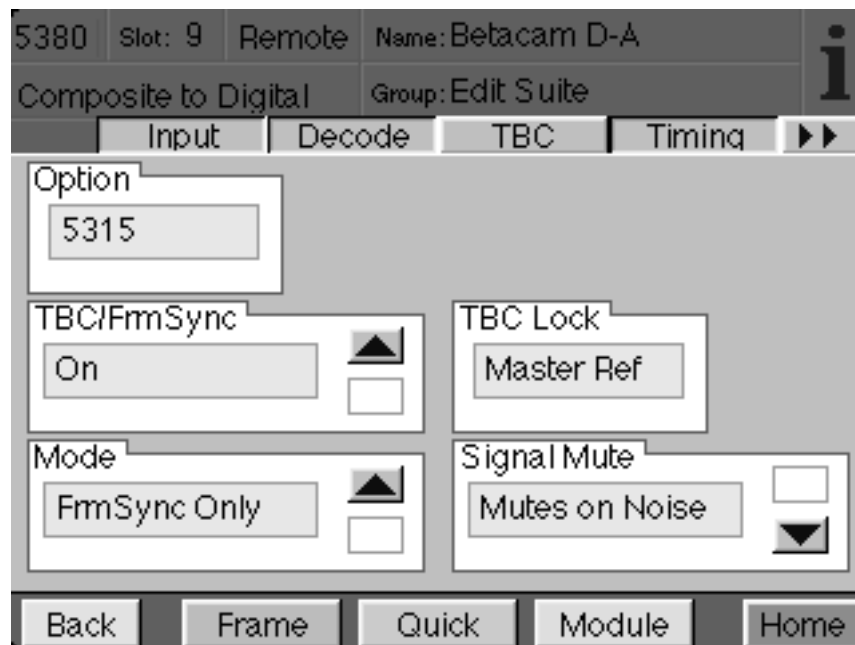 5380 Slot: 9 Remote Name: Betacam D-A
Composite to Digital Group: Edit Suite
i
Input Decode TBC Timing
Option
5315
TBC/FrmSync TBC Lock
On Master Ref
Mode Signal Mute
FrmSync Only Mutes on Noise
Back Frame Quick Module Home